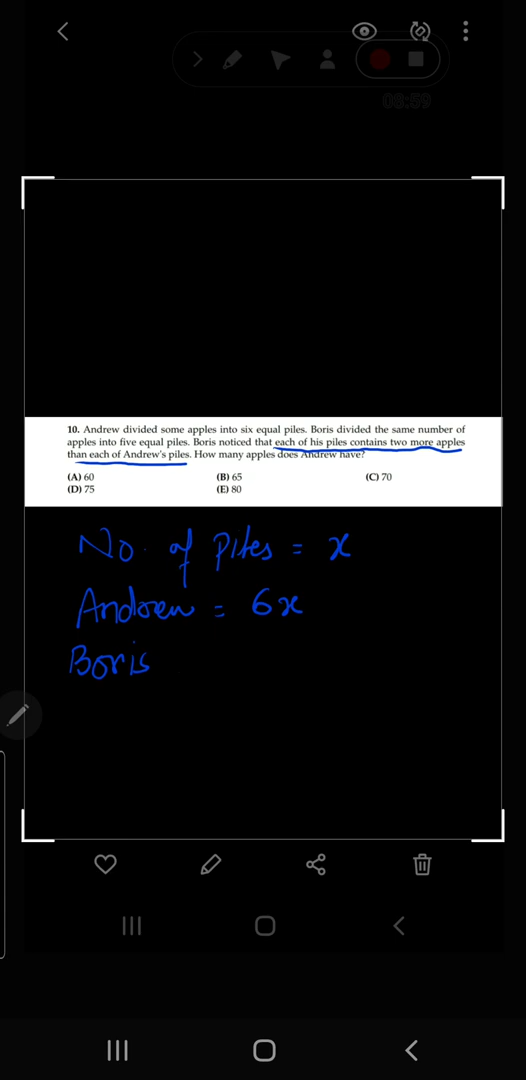 08:59
10. Andrew divided some apples into six equal piles. Boris divided the same number of
apples into five equal piles. Boris noticed that each of his piles contains two more apples
than each of Andrew's piles. How many apples does Andrew have?
(A) 60 (B) 65 (C) 70
(D) 75 (E) 80
No. of Piles = x
Andrew = 6x
Boris